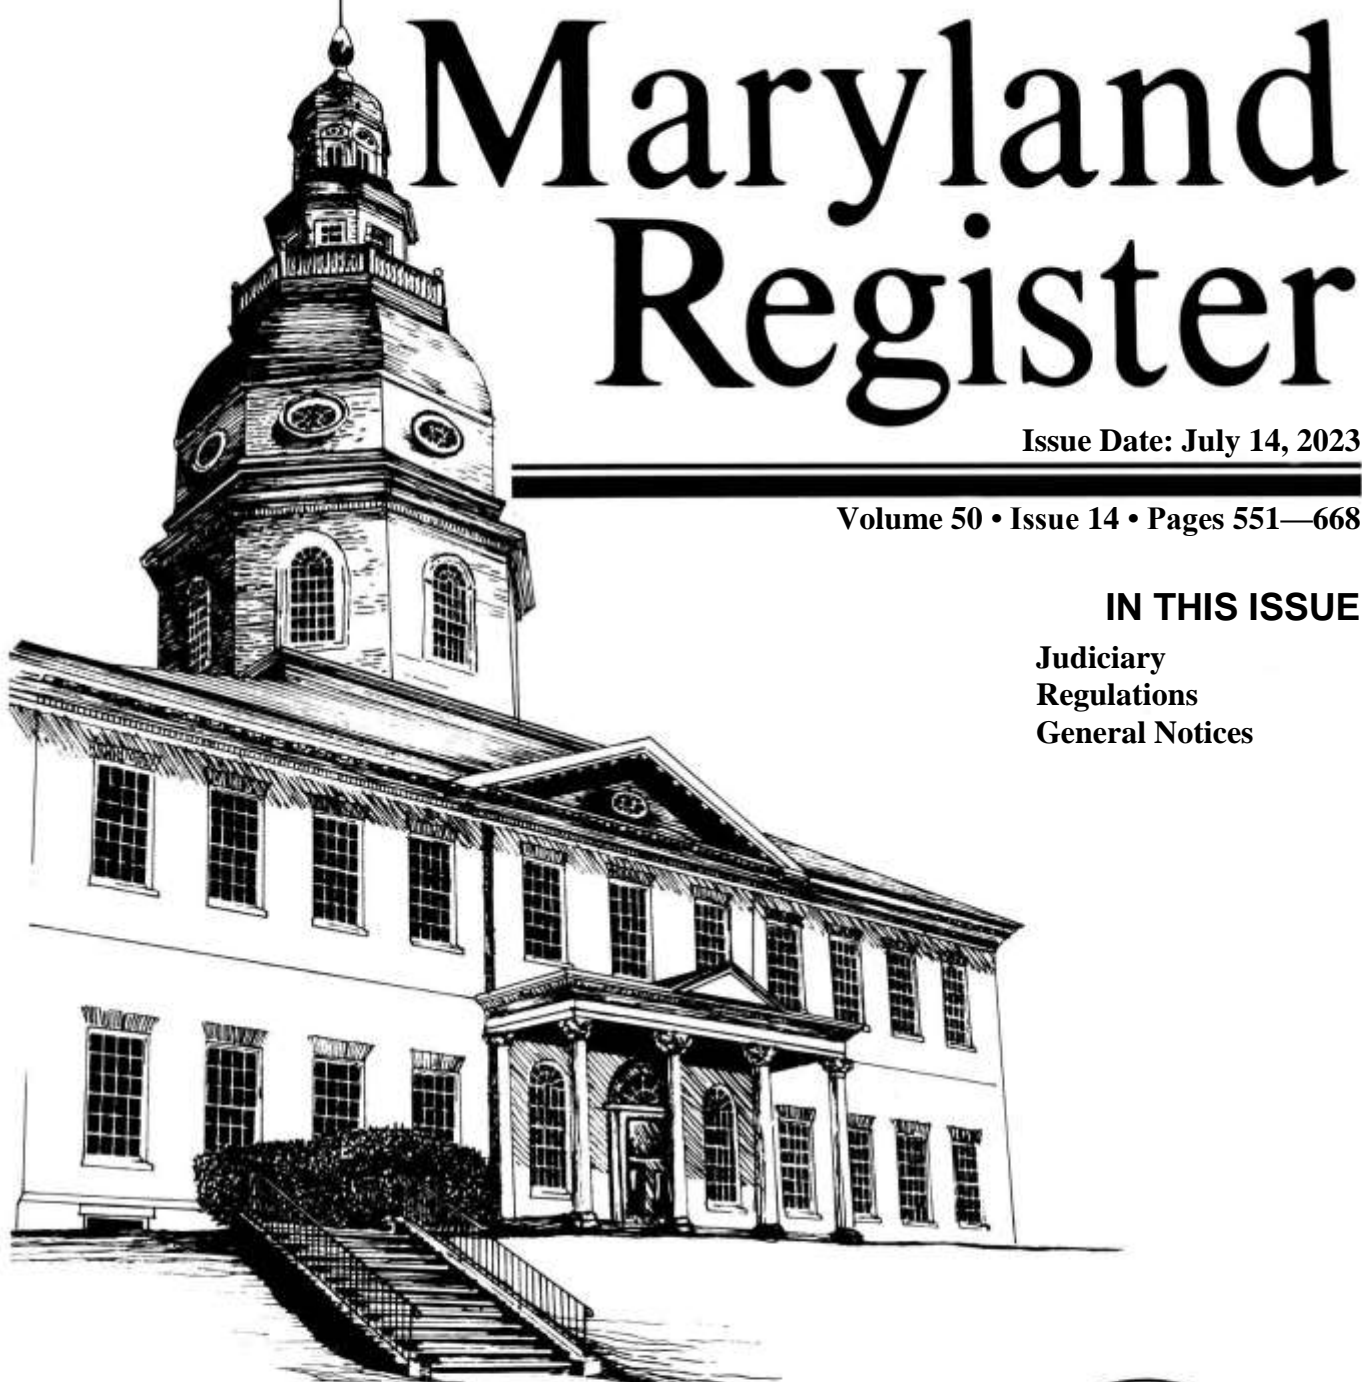 Maryland
Register
Issue Date: July 14, 2023
Volume 50 • Issue 14 • Pages 551—668
IN THIS ISSUE
Judiciary
Regulations
General Notices